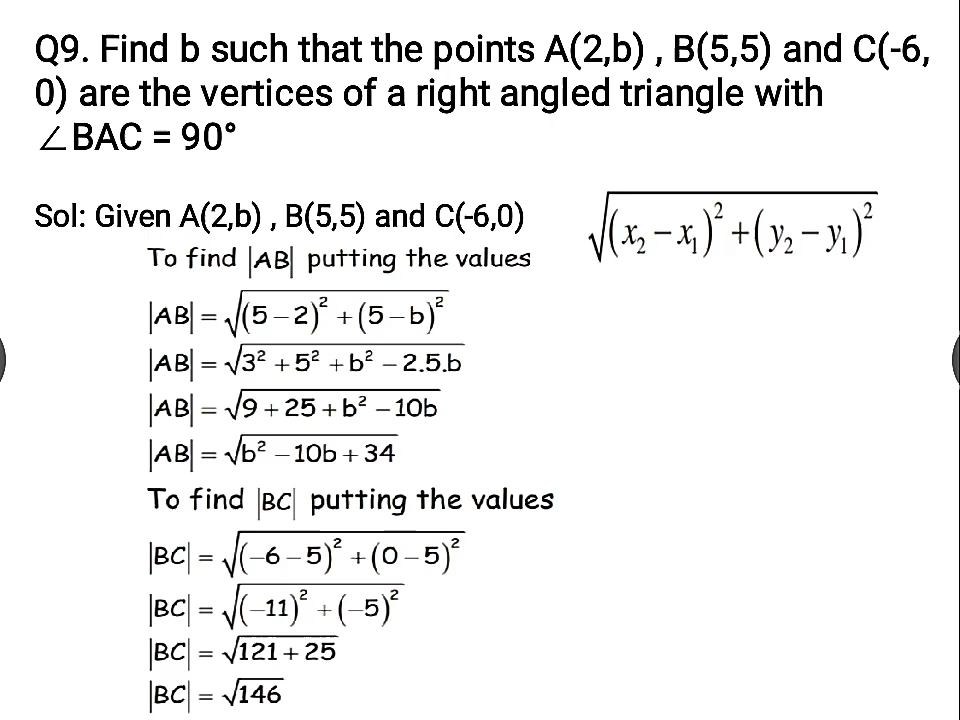 Q9. Find b such that the points A(2,b) , B(5,5) and C(-6,
0) are the vertices of a right angled triangle with
∠BAC = 90°
Sol: Given A(2,b) , B(5,5) and C(-6,0)
√((x₂ − x₁)² + (y₂ − y₁)²)
To find |AB| putting the values
|AB| = √((5 − 2)² + (5 − b)²)
|AB| = √(3² + 5² + b² − 2.5.b)
|AB| = √(9 + 25 + b² − 10b)
|AB| = √(b² − 10b + 34)
To find |BC| putting the values
|BC| = √((−6 − 5)² + (0 − 5)²)
|BC| = √((−11)² + (−5)²)
|BC| = √(121 + 25)
|BC| = √146